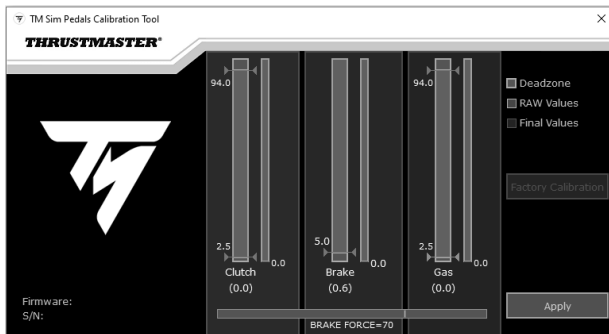 TM Sim Pedals Calibration Tool
THRUSTMASTER®
94.0
94.0
Deadzone
RAW Values
Final Values
Factory Calibration
2.5
5.0
2.5
0.0
0.0
0.0
Clutch
Brake
Gas
(0.0)
(0.6)
(0.0)
Firmware:
S/N:
BRAKE FORCE=70
Apply